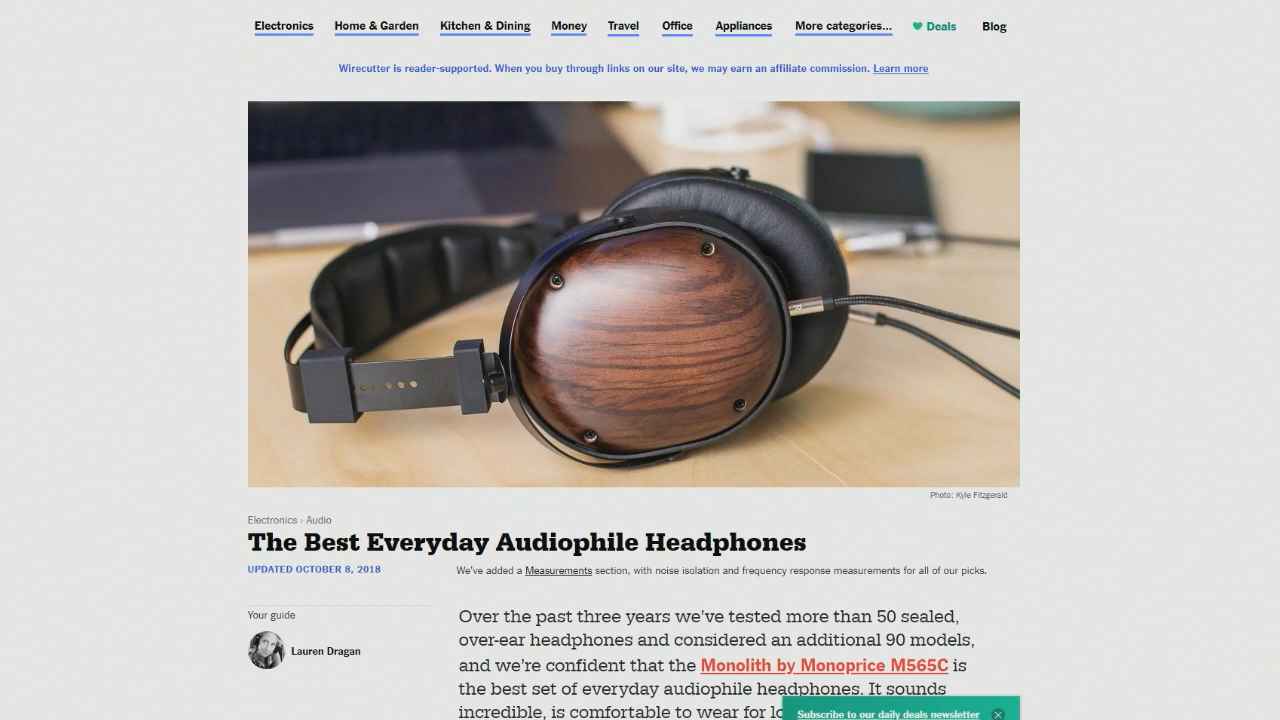 Electronics Home & Garden Kitchen & Dining Money Travel Office Appliances More categories... Deals Blog
Wirecutter is reader-supported. When you buy through links on our site, we may earn an affiliate commission. Learn more
Photo: Kyle Fitzgerald
Electronics › Audio
The Best Everyday Audiophile Headphones
UPDATED OCTOBER 8, 2018
We've added a Measurements section, with noise isolation and frequency response measurements for all of our picks.
Your guide
Lauren Dragan
Over the past three years we've tested more than 50 sealed,
over-ear headphones and considered an additional 90 models,
and we're confident that the Monolith by Monoprice M565C is
the best set of everyday audiophile headphones. It sounds
incredible, is comfortable to wear for
Subscribe to our daily deals newsletter